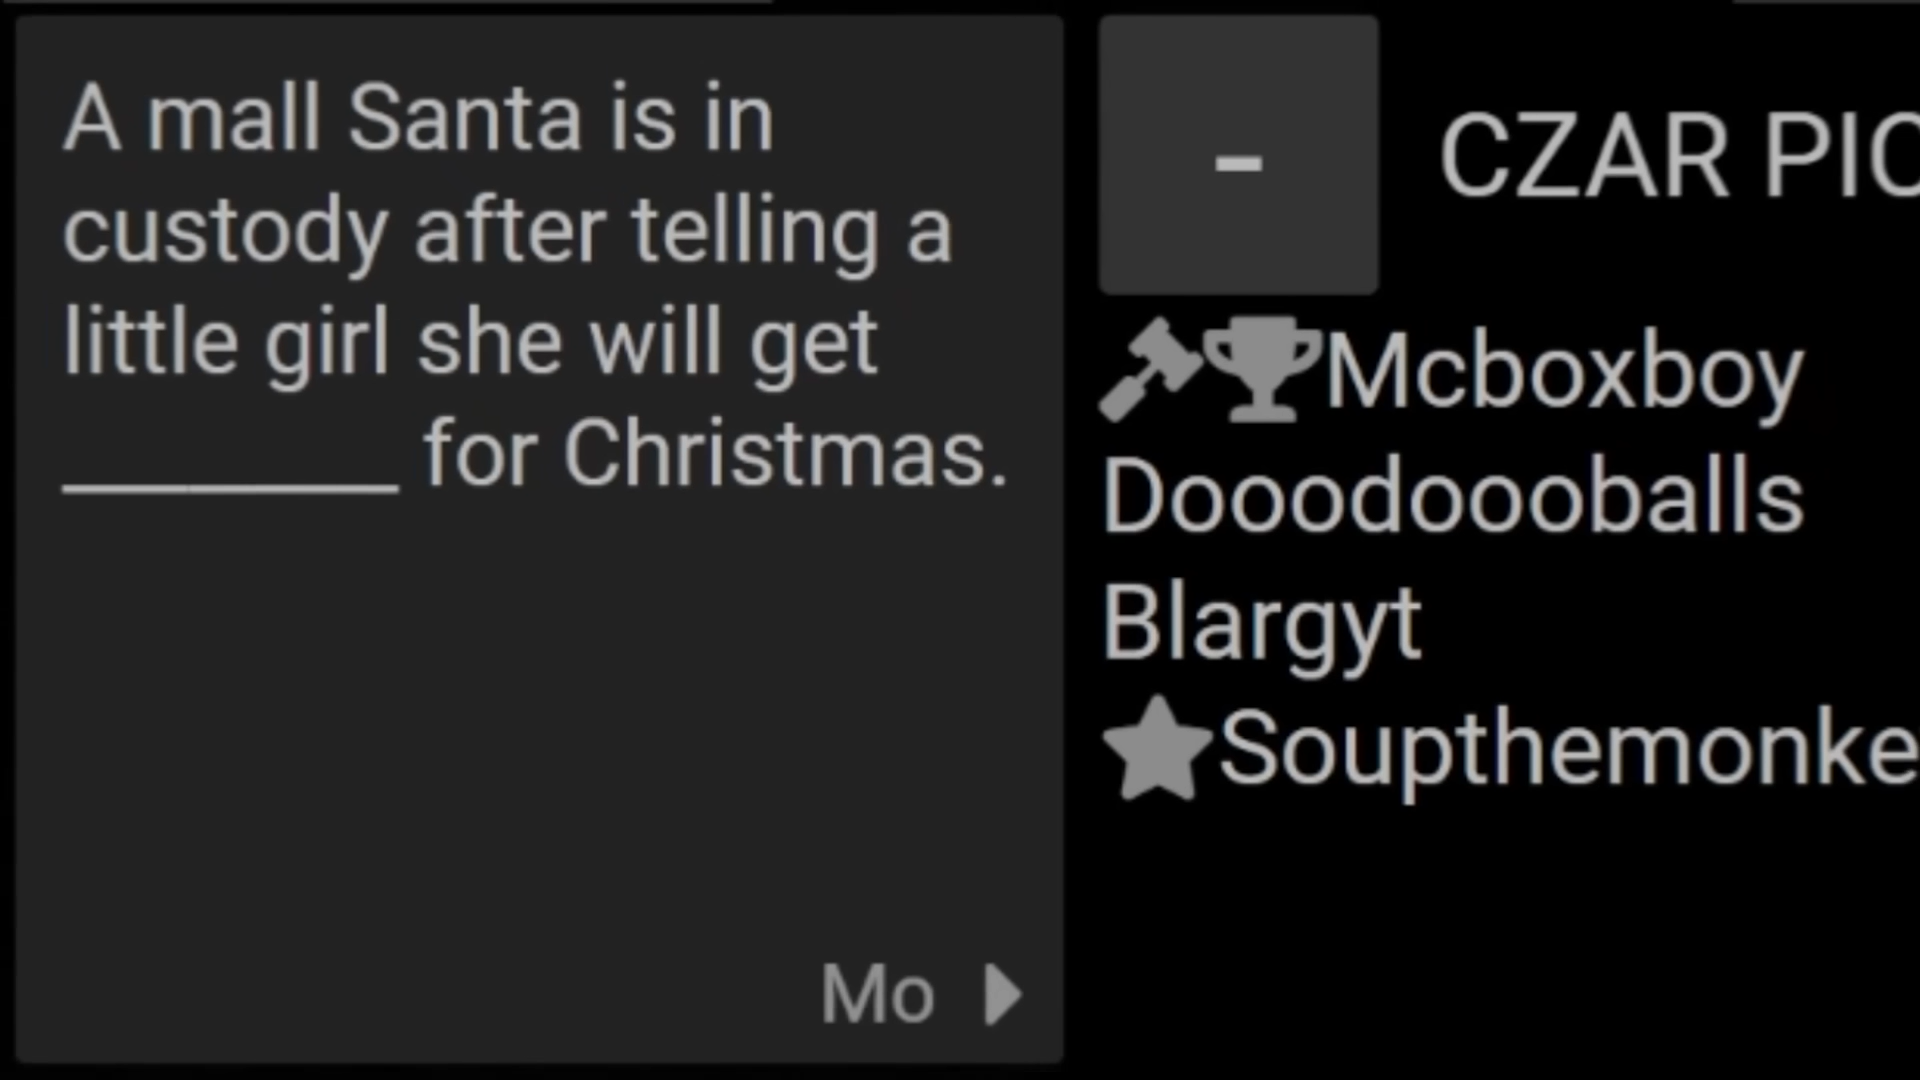 A mall Santa is in
custody after telling a
little girl she will get
________ for Christmas.
Mo
-
CZAR PIC
Mcboxboy
Dooodoooballs
Blargyt
Soupthemonke